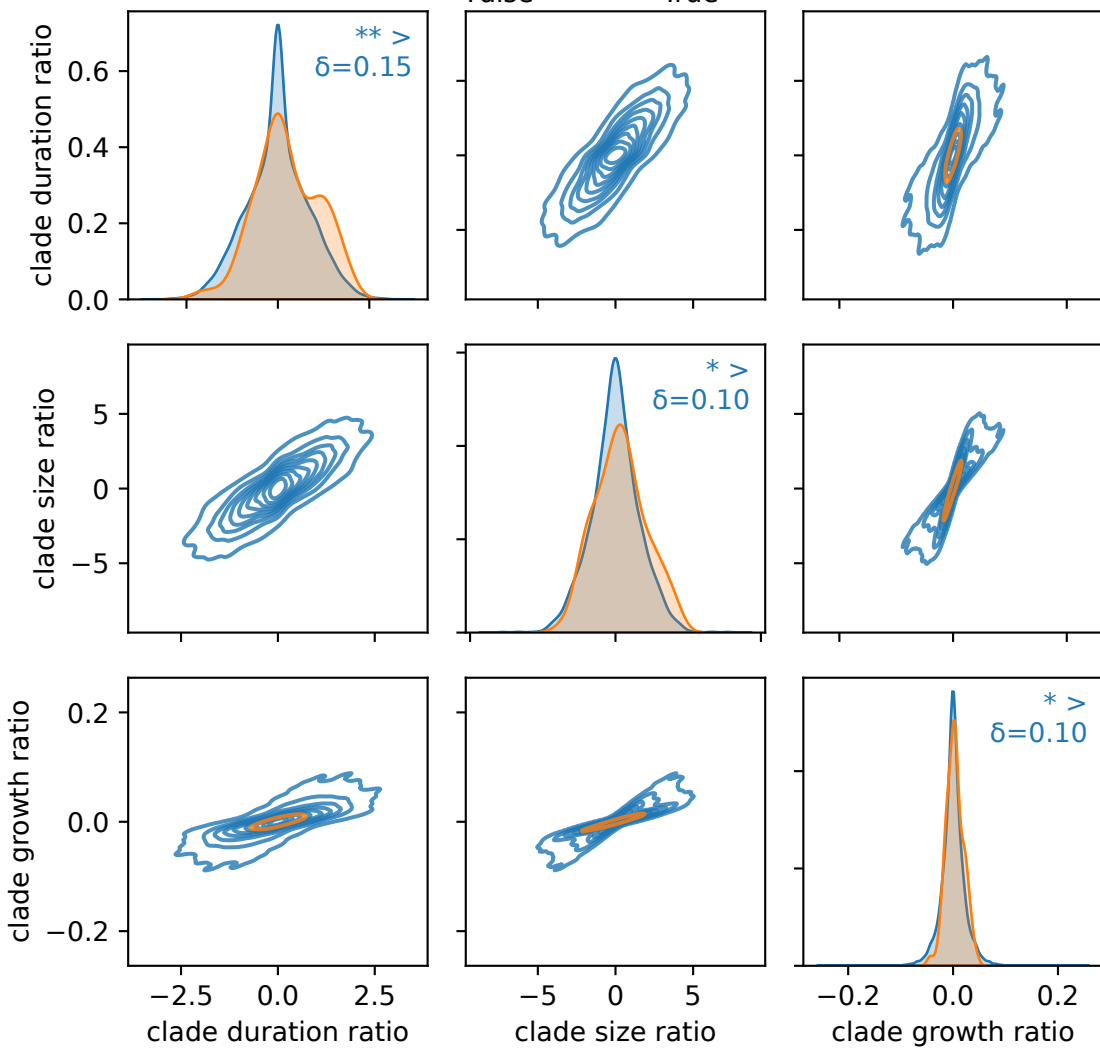 clade duration ratio
0.6
0.4
0.2
0.0
** >
δ=0.15
clade size ratio
5
0
−5
* >
δ=0.10
clade growth ratio
0.2
0.0
−0.2
* >
δ=0.10
−2.5 0.0 2.5
−5 0 5
−0.2 0.0 0.2
clade duration ratio
clade size ratio
clade growth ratio